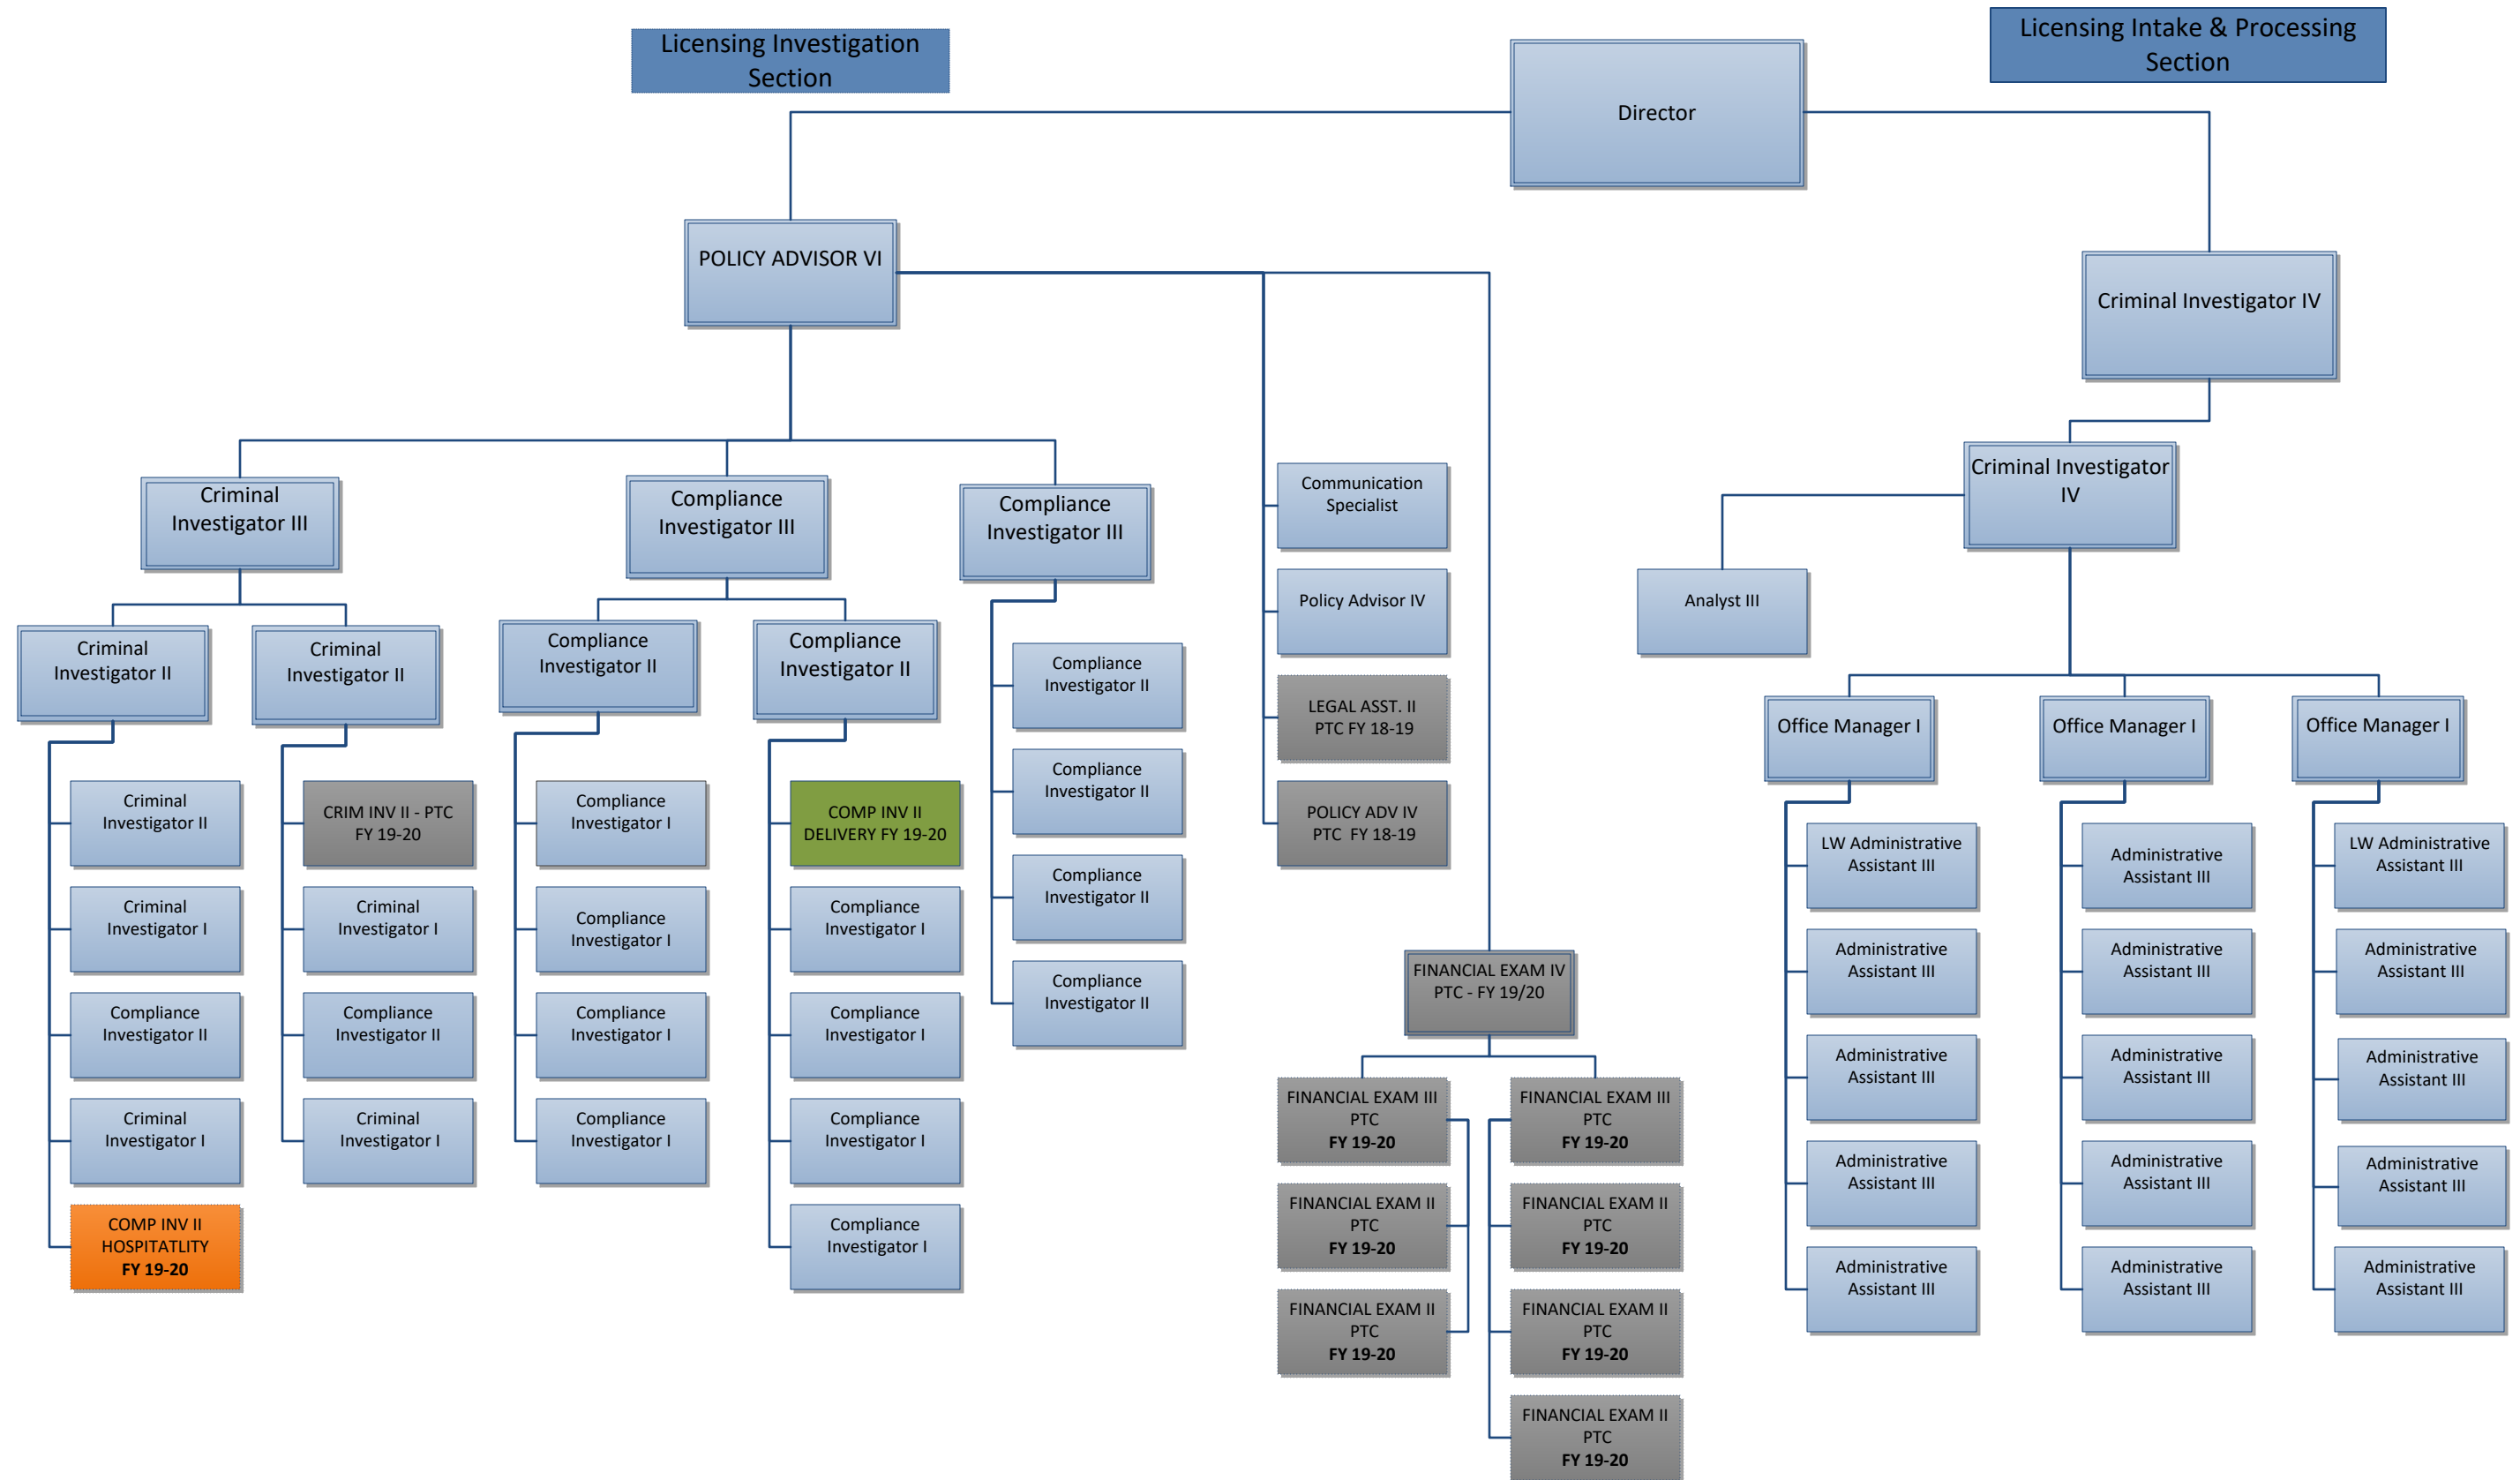 Licensing Investigation
Section
Director
Licensing Intake & Processing
Section
POLICY ADVISOR VI
Criminal Investigator IV
Criminal
Investigator III
Compliance
Investigator III
Compliance
Investigator III
Communication
Specialist
Policy Advisor IV
LEGAL ASST. II
PTC FY 18-19
POLICY ADV IV
PTC  FY 18-19
Criminal Investigator
IV
Analyst III
Criminal
Investigator II
Criminal
Investigator II
Compliance
Investigator II
Compliance
Investigator II
Criminal
Investigator II
Criminal
Investigator I
Compliance
Investigator II
Criminal
Investigator I
COMP INV II
HOSPITATLITY
FY 19-20
CRIM INV II - PTC
FY 19-20
Criminal
Investigator I
Compliance
Investigator II
Criminal
Investigator I
Compliance
Investigator I
Compliance
Investigator I
Compliance
Investigator I
Compliance
Investigator I
COMP INV II
DELIVERY FY 19-20
Compliance
Investigator I
Compliance
Investigator I
Compliance
Investigator I
Compliance
Investigator I
Compliance
Investigator II
Compliance
Investigator II
Compliance
Investigator II
Compliance
Investigator II
FINANCIAL EXAM IV
PTC - FY 19/20
FINANCIAL EXAM III
PTC
FY 19-20
FINANCIAL EXAM II
PTC
FY 19-20
FINANCIAL EXAM II
PTC
FY 19-20
FINANCIAL EXAM III
PTC
FY 19-20
FINANCIAL EXAM II
PTC
FY 19-20
FINANCIAL EXAM II
PTC
FY 19-20
FINANCIAL EXAM II
PTC
FY 19-20
Office Manager I
Office Manager I
Office Manager I
LW Administrative
Assistant III
Administrative
Assistant III
Administrative
Assistant III
Administrative
Assistant III
Administrative
Assistant III
Administrative
Assistant III
Administrative
Assistant III
Administrative
Assistant III
Administrative
Assistant III
Administrative
Assistant III
LW Administrative
Assistant III
Administrative
Assistant III
Administrative
Assistant III
Administrative
Assistant III
Administrative
Assistant III